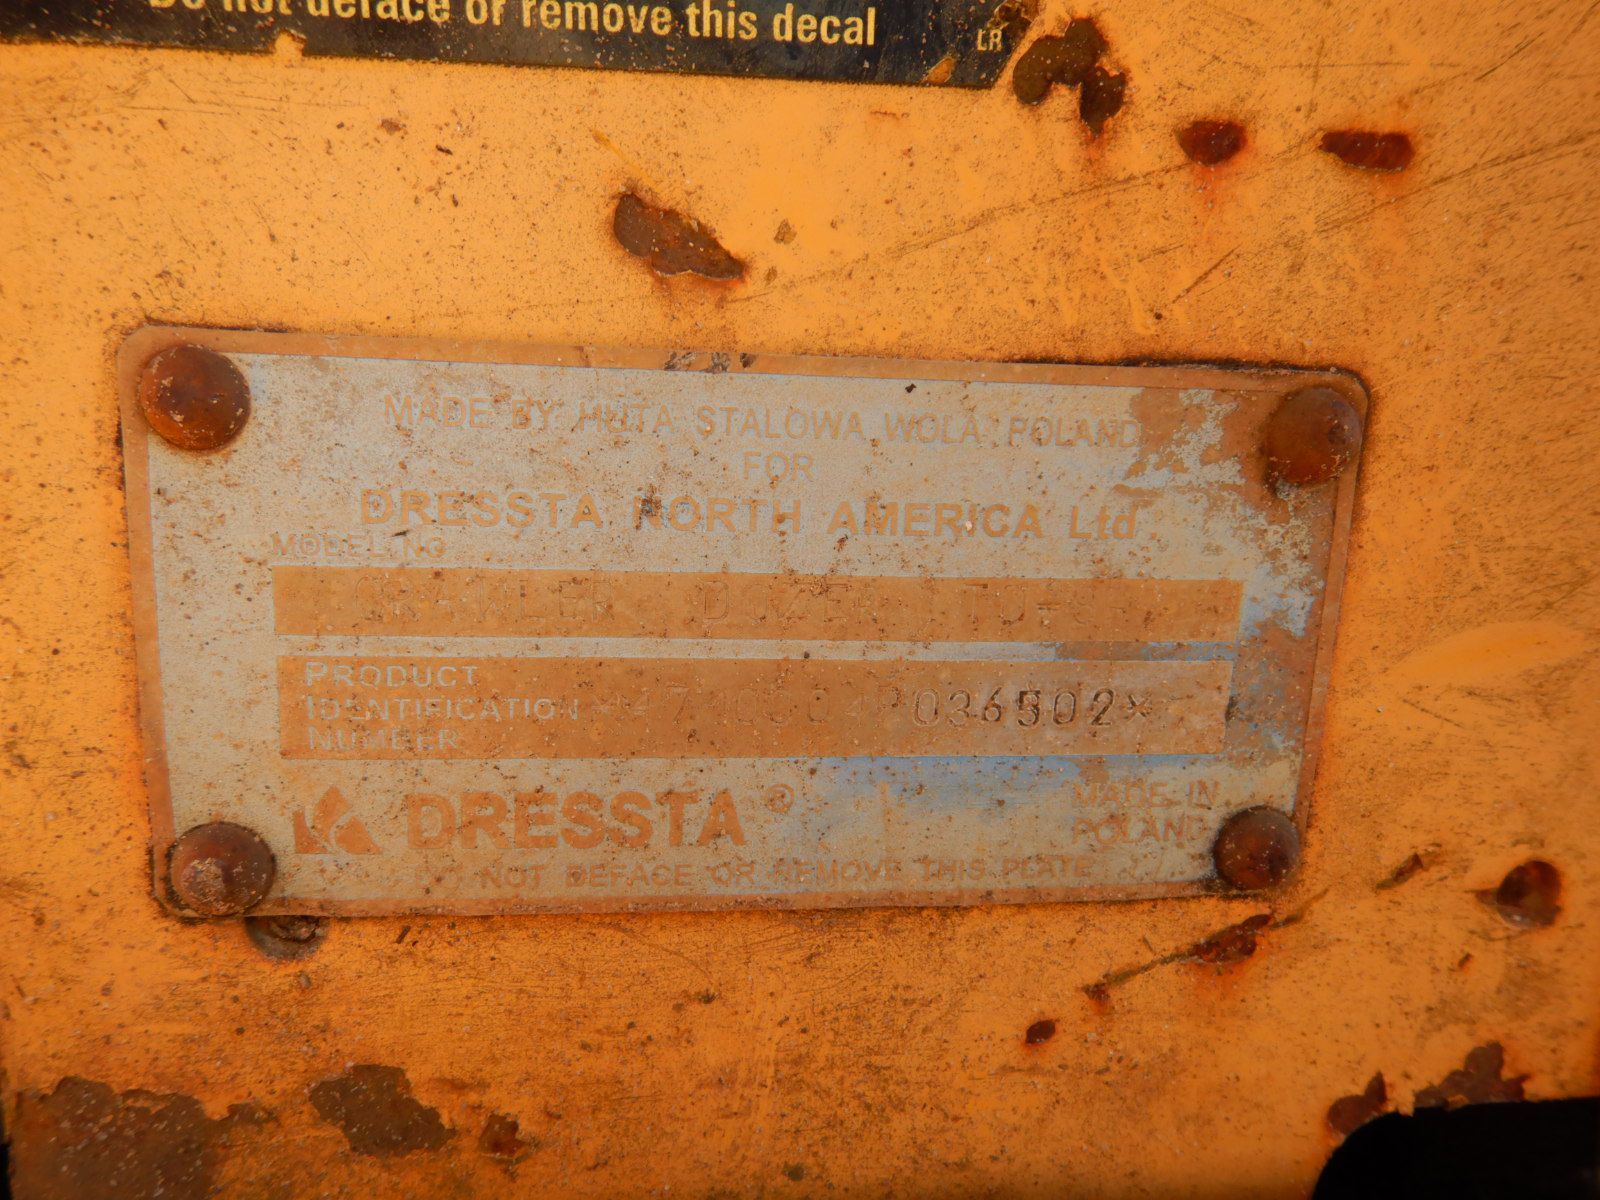 Do not deface or remove this decal
LR
MADE BY HUTA STALOWA WOLA POLAND
FOR
DRESSTA NORTH AMERICA Ltd
MODEL NO
CRAWLER DOZER
PRODUCT
IDENTIFICATION
NUMBER
DRESSTA®
MADE IN
POLAND
DO NOT DEFACE OR REMOVE THIS PLATE